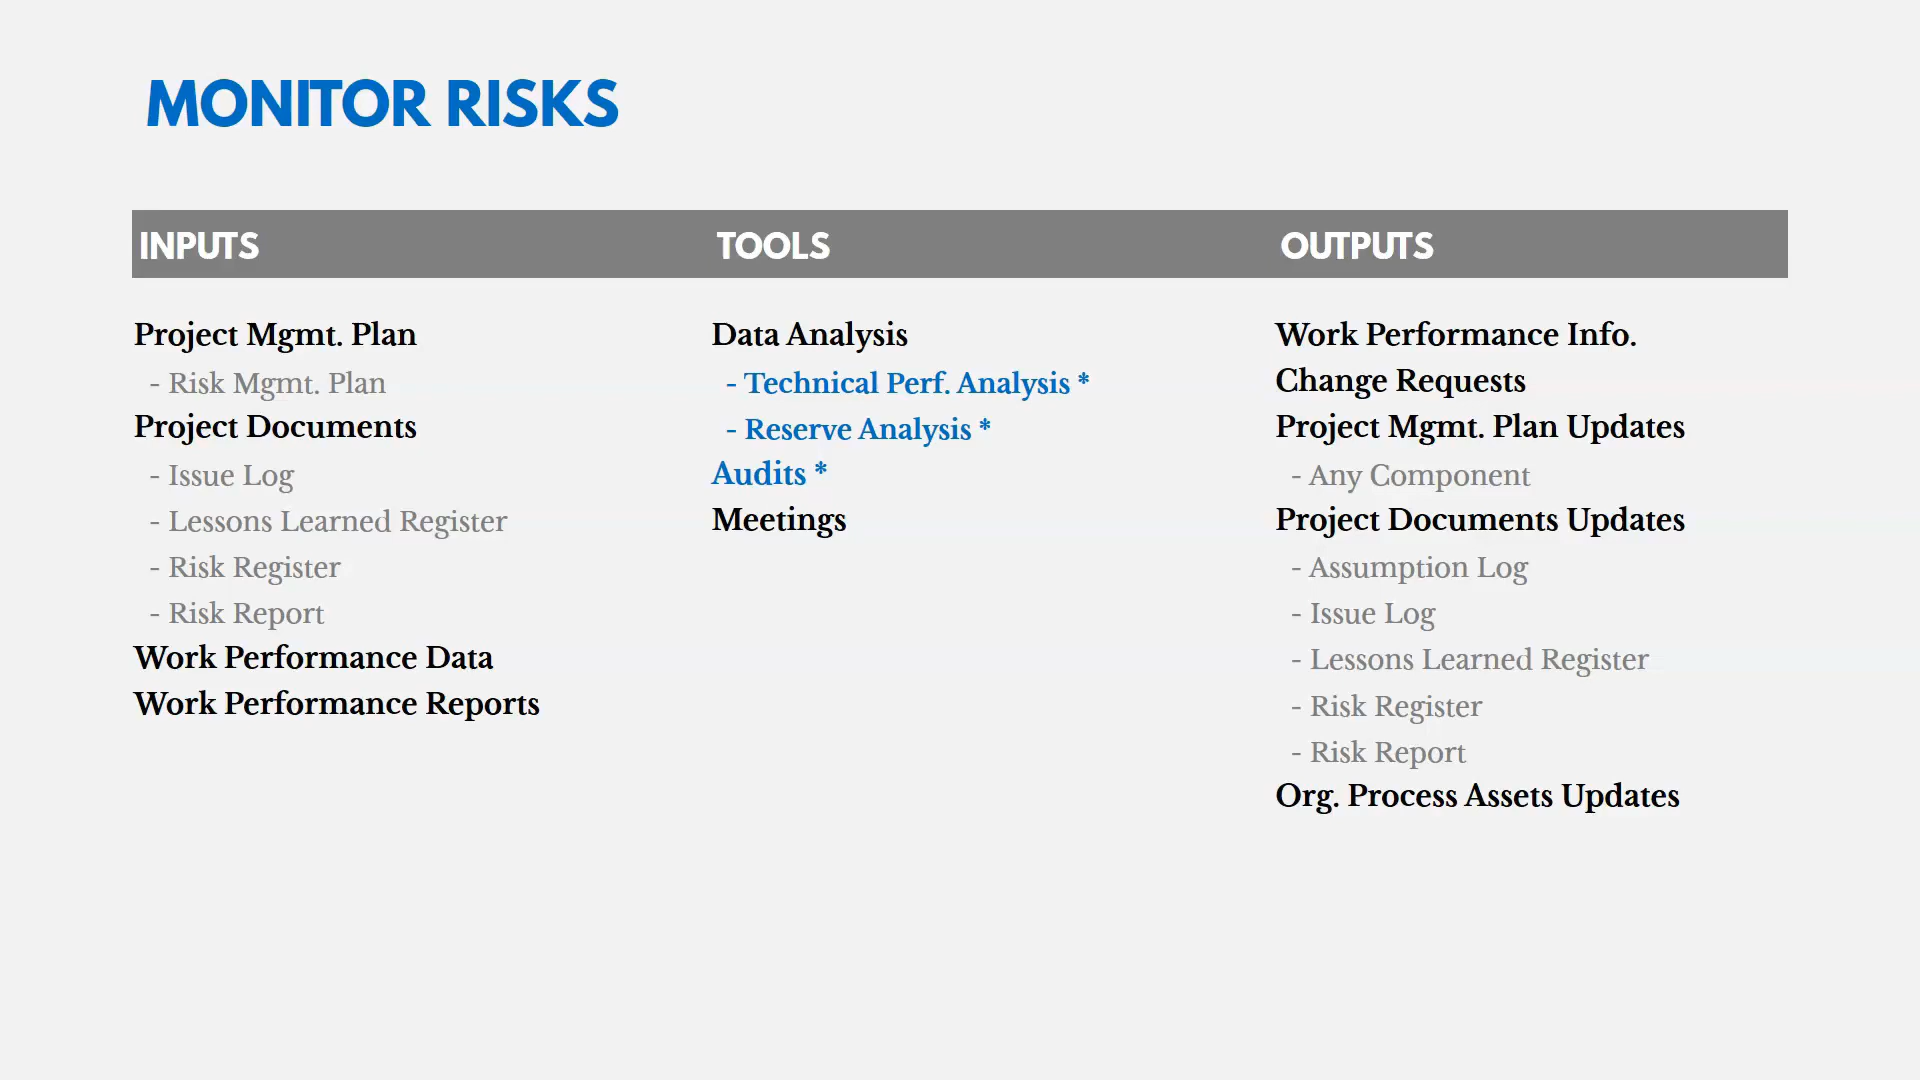 MONITOR RISKS
INPUTS
Project Mgmt. Plan
- Risk Mgmt. Plan
Project Documents
- Issue Log
- Lessons Learned Register
- Risk Register
- Risk Report
Work Performance Data
Work Performance Reports
TOOLS
Data Analysis
- Technical Perf. Analysis *
- Reserve Analysis *
Audits *
Meetings
OUTPUTS
Work Performance Info.
Change Requests
Project Mgmt. Plan Updates
- Any Component
Project Documents Updates
- Assumption Log
- Issue Log
- Lessons Learned Register
- Risk Register
- Risk Report
Org. Process Assets Updates